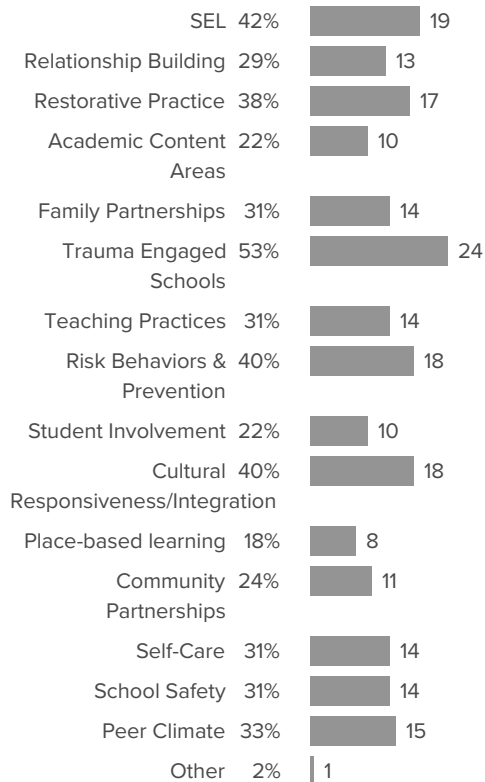 SEL 42% 19
Relationship Building 29% 13
Restorative Practice 38% 17
Academic Content 22% 10
Areas
Family Partnerships 31% 14
Trauma Engaged 53% 24
Schools
Teaching Practices 31% 14
Risk Behaviors & 40% 18
Prevention
Student Involvement 22% 10
Cultural 40% 18
Responsiveness/Integration
Place-based learning 18% 8
Community 24% 11
Partnerships
Self-Care 31% 14
School Safety 31% 14
Peer Climate 33% 15
Other 2% 1